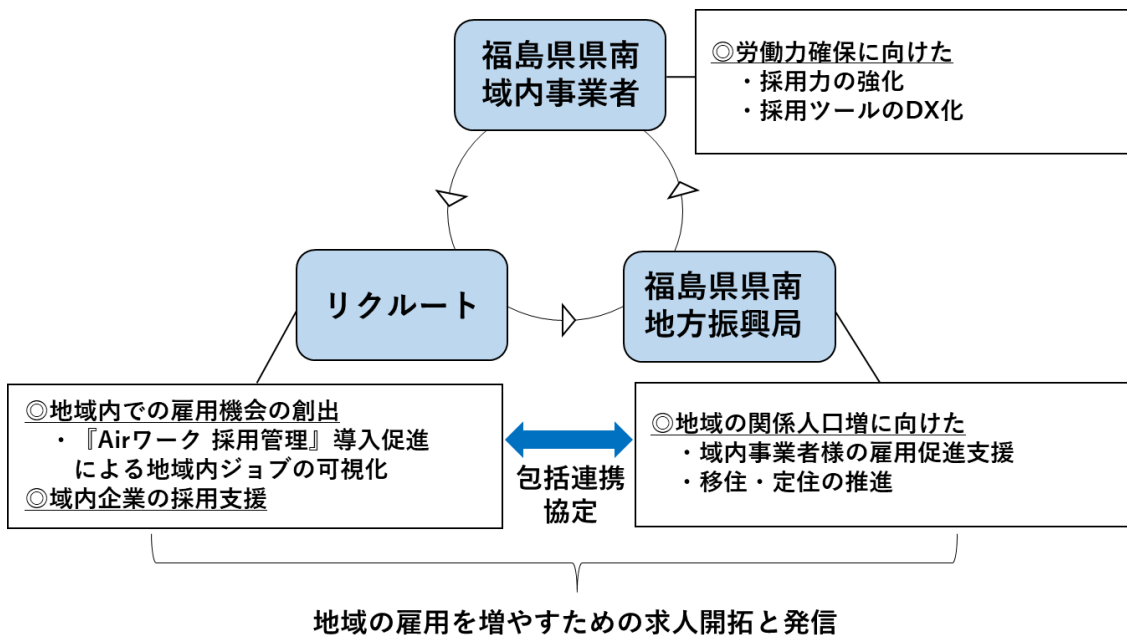 福島県県南
域内事業者
◎労働力確保に向けた
・採用力の強化
・採用ツールのDX化
リクルート
福島県県南
地方振興局
◎地域内での雇用機会の創出
・『Airワーク 採用管理』導入促進
による地域内ジョブの可視化
◎域内企業の採用支援
包括連携
協定
◎地域の関係人口増に向けた
・域内事業者様の雇用促進支援
・移住・定住の推進
地域の雇用を増やすための求人開拓と発信